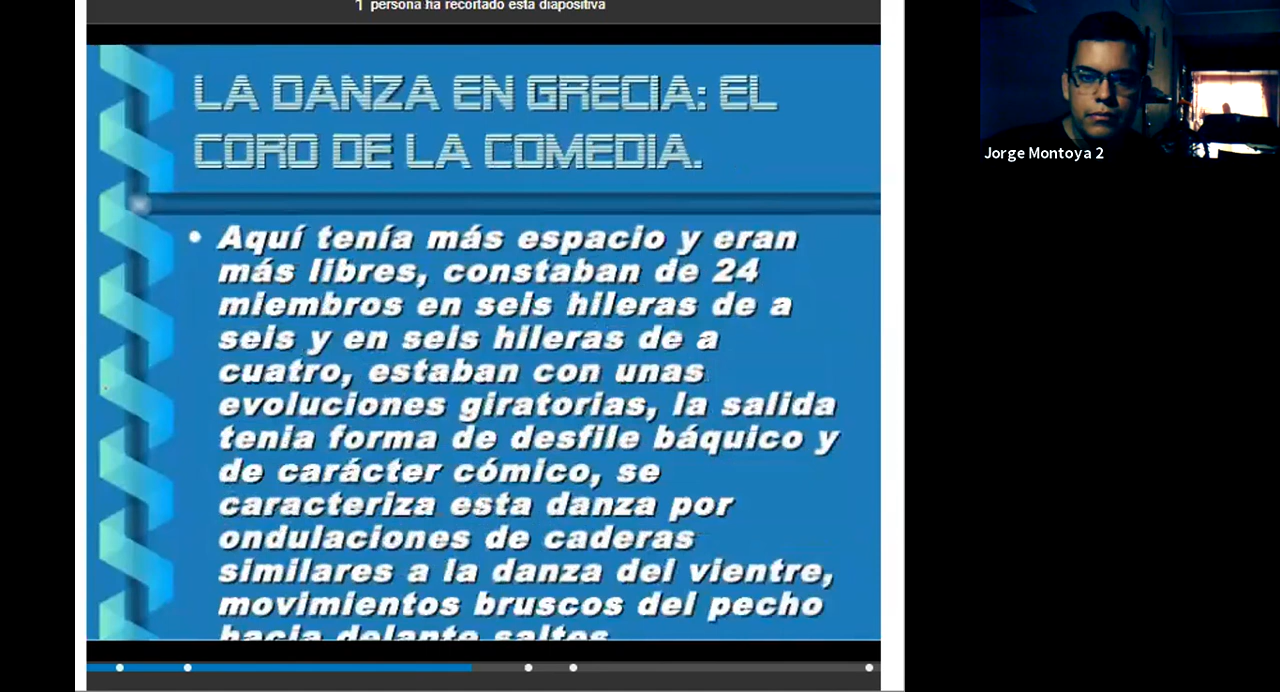 1 persona ha recortado esta diapositiva
LA DANZA EN GRECIA: EL
CORO DE LA COMEDIA.
• Aquí tenía más espacio y eran
más libres, constaban de 24
miembros en seis hileras de a
seis y en seis hileras de a
cuatro, estaban con unas
evoluciones giratorias, la salida
tenia forma de desfile báquico y
de carácter cómico, se
caracteriza esta danza por
ondulaciones de caderas
similares a la danza del vientre,
movimientos bruscos del pecho
hacia delante saltos
Jorge Montoya 2